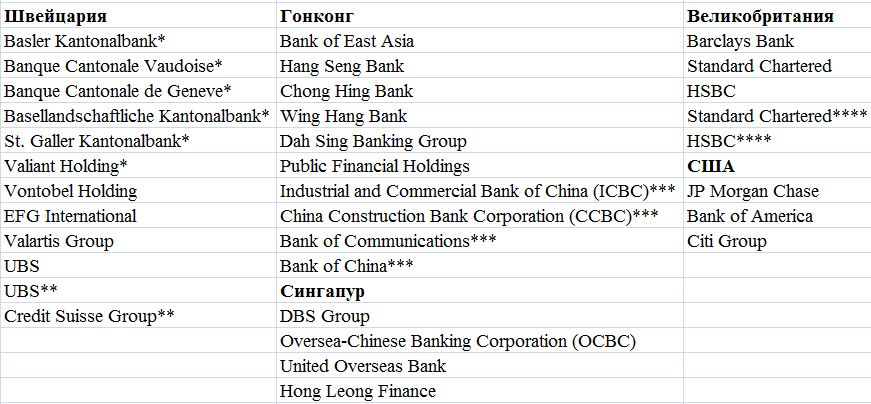 Швейцария Гонконг Великобритания
Basler Kantonalbank* Bank of East Asia Barclays Bank
Banque Cantonale Vaudoise* Hang Seng Bank Standard Chartered
Banque Cantonale de Geneve* Chong Hing Bank HSBC
Basellandschaftliche Kantonalbank* Wing Hang Bank Standard Chartered****
St. Galler Kantonalbank* Dah Sing Banking Group HSBC****
Valiant Holding* Public Financial Holdings США
Vontobel Holding Industrial and Commercial Bank of China (ICBC)*** JP Morgan Chase
EFG International China Construction Bank Corporation (CCBC)*** Bank of America
Valartis Group Bank of Communications*** Citi Group
UBS Bank of China***
UBS** Сингапур
Credit Suisse Group** DBS Group
Oversea-Chinese Banking Corporation (OCBC)
United Overseas Bank
Hong Leong Finance